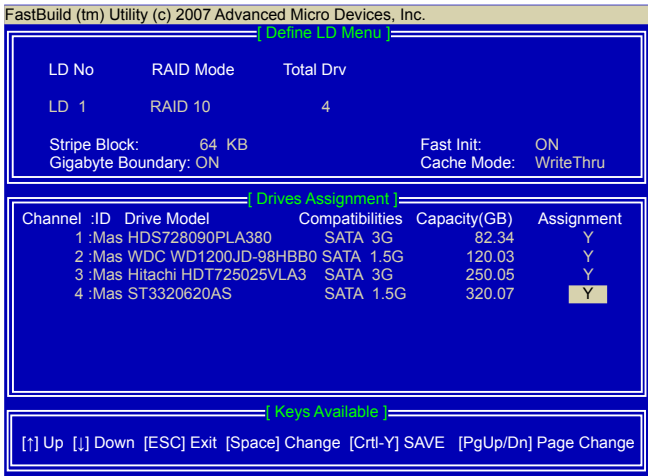 FastBuild (tm) Utility (c) 2007 Advanced Micro Devices, Inc.
[ Define LD Menu ]
LD No RAID Mode Total Drv
LD 1 RAID 10 4
Stripe Block: 64 KB Fast Init: ON
Gigabyte Boundary: ON Cache Mode: WriteThru
[ Drives Assignment ]
Channel :ID Drive Model Compatibilities Capacity(GB) Assignment
1 :Mas HDS728090PLA380 SATA 3G 82.34 Y
2 :Mas WDC WD1200JD-98HBB0 SATA 1.5G 120.03 Y
3 :Mas Hitachi HDT725025VLA3 SATA 3G 250.05 Y
4 :Mas ST3320620AS SATA 1.5G 320.07 Y
[ Keys Available ]
[↑] Up [↓] Down [ESC] Exit [Space] Change [Crtl-Y] SAVE [PgUp/Dn] Page Change